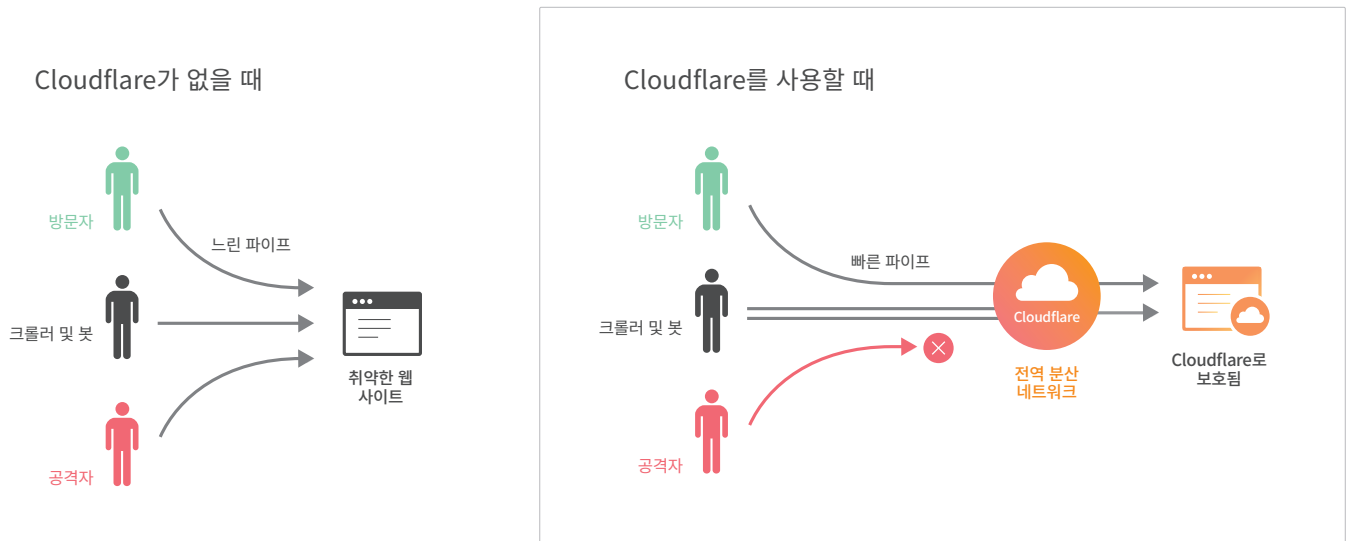 Cloudflare가 없을 때
방문자
느린 파이프
크롤러 및 봇
취약한 웹
사이트
공격자
Cloudflare를 사용할 때
방문자
빠른 파이프
크롤러 및 봇
Cloudflare
전역 분산
네트워크
Cloudflare로
보호됨
공격자